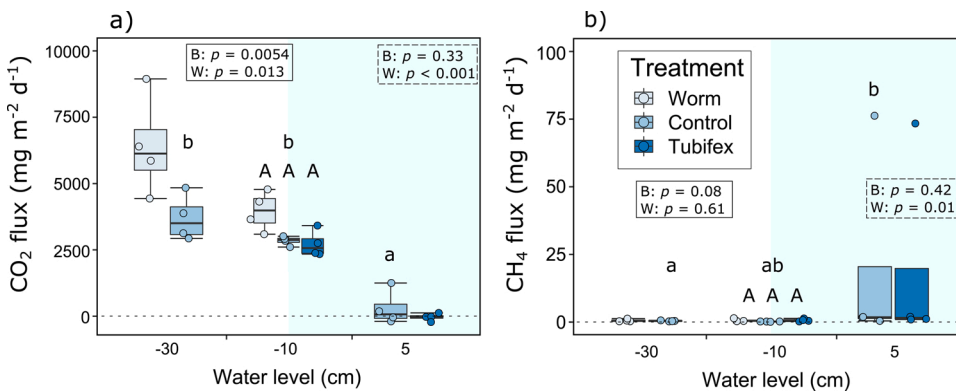 a)
CO2 flux (mg m-2 d-1)
10000
7500
5000
2500
0
B: p = 0.0054
W: p = 0.013
B: p = 0.33
W: p < 0.001
b
b
A A A
a
-30 -10 5
Water level (cm)
b)
CH4 flux (mg m-2 d-1)
100
75
50
25
0
Treatment
Worm
Control
Tubifex
b
B: p = 0.08
W: p = 0.61
B: p = 0.42
W: p = 0.01
a
ab
A A A
-30 -10 5
Water level (cm)